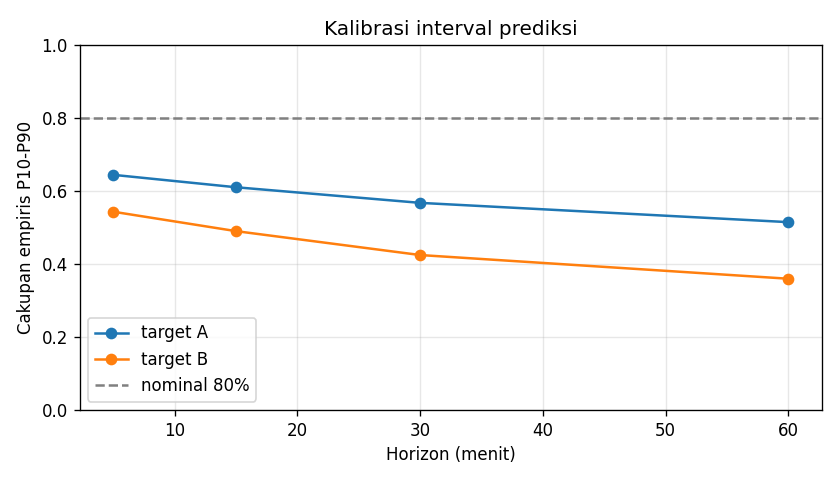 Kalibrasi interval prediksi
Cakupan empiris P10-P90
1.0
0.8
0.6
0.4
0.2
0.0
target A
target B
nominal 80%
10 20 30 40 50 60
Horizon (menit)